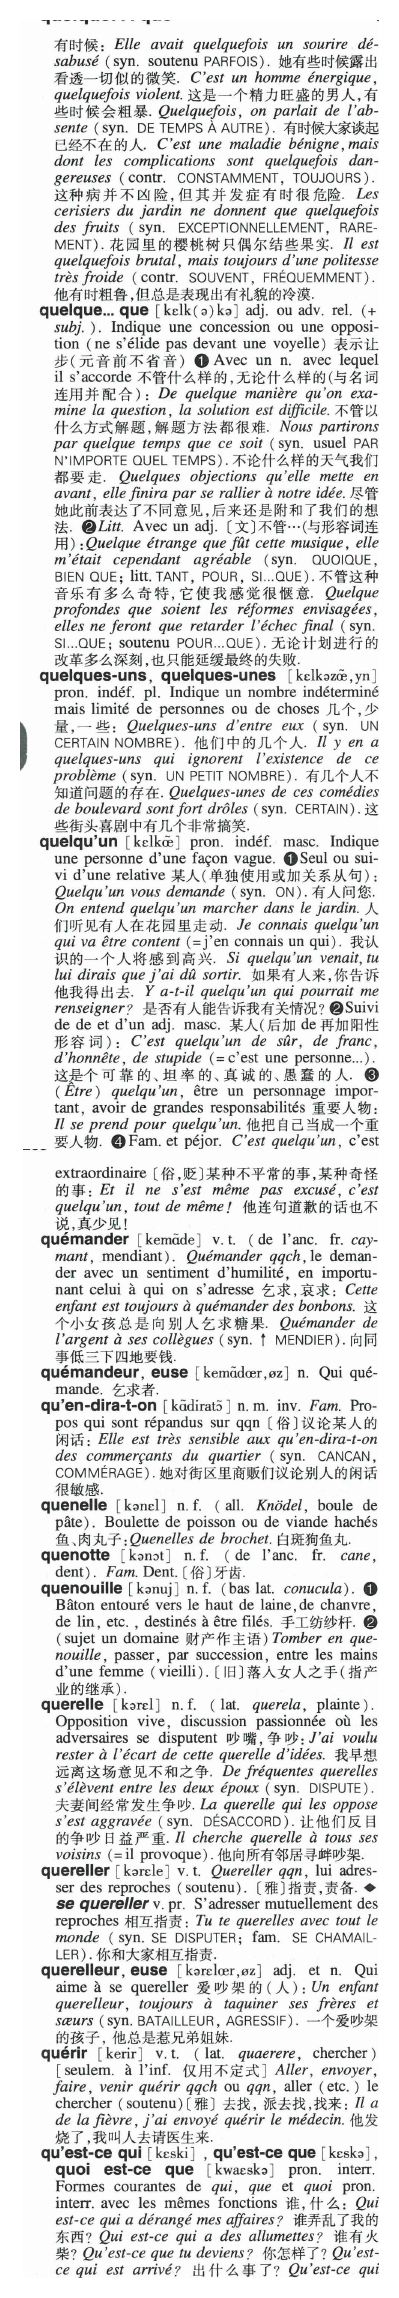 有时候: Elle avait quelquefois un sourire dé-
sabusé (syn. soutenu PARFOIS). 她有些时候露出
看透一切似的微笑. C'est un homme énergique,
quelquefois violent. 这是一个精力旺盛的男人,有
些时候会粗暴. Quelquefois, on parlait de l'ab-
sente (syn. DE TEMPS À AUTRE). 有时候大家谈起
已经不在的人. C'est une maladie bénigne, mais
dont les complications sont quelquefois dan-
gereuses (contr. CONSTAMMENT, TOUJOURS).
这种病并不凶险,但其并发症有时很危险. Les
cerisiers du jardin ne donnent que quelquefois
des fruits (syn. EXCEPTIONNELLEMENT, RARE-
MENT). 花园里的樱桃树只偶尔结些果实. Il est
quelquefois brutal, mais toujours d'une politesse
très froide (contr. SOUVENT, FRÉQUEMMENT).
他有时粗鲁,但总是表现出有礼貌的冷漠.
quelque... que [kɛlk(ə)kə] adj. ou adv. rel. (+
subj.). Indique une concession ou une opposi-
tion (ne s'élide pas devant une voyelle) 表示让
步(元音前不省音) ❶ Avec un n. avec lequel
il s'accorde 不管什么样的,无论什么样的(与名词
连用并配合): De quelque manière qu'on exa-
mine la question, la solution est difficile. 不管以
什么方式解题,解题方法都很难. Nous partirons
par quelque temps que ce soit (syn. usuel PAR
N'IMPORTE QUEL TEMPS). 不论什么样的天气我们
都要走. Quelques objections qu'elle mette en
avant, elle finira par se rallier à notre idée. 尽管
她此前表达了不同意见,后来还是附和了我们的想
法. ❷ Litt. Avec un adj. [文]不管…(与形容词连
用): Quelque étrange que fût cette musique, elle
m'était cependant agréable (syn. QUOIQUE,
BIEN QUE; litt. TANT, POUR, SI...QUE). 不管这种
音乐有多么奇特,它使我感觉很惬意. Quelque
profondes que soient les réformes envisagées,
elles ne feront que retarder l'échec final (syn.
SI...QUE; soutenu POUR...QUE). 无论计划进行的
改革多么深刻,也只能延缓最终的失败.
quelques-uns, quelques-unes [kɛlkəzœ̃,yn]
pron. indéf. pl. Indique un nombre indéterminé
mais limité de personnes ou de choses 几个,少
量,一些: Quelques-uns d'entre eux (syn. UN
CERTAIN NOMBRE). 他们中的几个人. Il y en a
quelques-uns qui ignorent l'existence de ce
problème (syn. UN PETIT NOMBRE). 有几个人不
知道问题的存在. Quelques-unes de ces comédies
de boulevard sont fort drôles (syn. CERTAIN). 这
些街头喜剧中有几个非常搞笑.
quelqu'un [kɛlkœ̃] pron. indéf. masc. Indique
une personne d'une façon vague. ❶ Seul ou sui-
vi d'une relative 某人(单独使用或加关系从句):
Quelqu'un vous demande (syn. ON). 有人问您.
On entend quelqu'un marcher dans le jardin. 人
们听见有人在花园里走动. Je connais quelqu'un
qui va être content (=j'en connais un qui). 我认
识的一个人将感到高兴. Si quelqu'un venait, tu
lui dirais que j'ai dû sortir. 如果有人来,你告诉
他我得出去. Y a-t-il quelqu'un qui pourrait me
renseigner? 是否有人能告诉我有关情况? ❷ Suivi
de de et d'un adj. masc. 某人(后加 de 再加阳性
形容词): C'est quelqu'un de sûr, de franc,
d'honnête, de stupide (=c'est une personne...).
这是个可靠的、坦率的、真诚的、愚蠢的人. ❸
(Être) quelqu'un, être un personnage impor-
tant, avoir de grandes responsabilités 重要人物:
Il se prend pour quelqu'un. 他把自己当成一个重
要人物. ❹ Fam. et péjor. C'est quelqu'un, c'est
extraordinaire [俗,贬]某种不平常的事,某种奇怪
的事: Et il ne s'est même pas excusé, c'est
quelqu'un, tout de même! 他连句道歉的话也不
说,真少见!
quémander [kemɑ̃de] v. t. (de l'anc. fr. cay-
mant, mendiant). Quémander qqch, le deman-
der avec un sentiment d'humilité, en importu-
nant celui à qui on s'adresse 乞求,哀求: Cette
enfant est toujours à quémander des bonbons. 这
个小女孩总是向别人乞求糖果. Quémander de
l'argent à ses collègues (syn. ↑ MENDIER). 向同
事低三下四地要钱.
quémandeur, euse [kemɑ̃dœr,øz] n. Qui qué-
mande. 乞求者.
qu'en-dira-t-on [kɑ̃diratɔ̃] n. m. inv. Fam. Pro-
pos qui sont répandus sur qqn [俗]议论某人的
闲话: Elle est très sensible aux qu'en-dira-t-on
des commerçants du quartier (syn. CANCAN,
COMMÉRAGE). 她对街区里商贩们议论别人的闲话
很敏感.
quenelle [kənɛl] n. f. (all. Knödel, boule de
pâte). Boulette de poisson ou de viande hachés
鱼、肉丸子: Quenelles de brochet. 白斑狗鱼丸.
quenotte [kənɔt] n. f. (de l'anc. fr. cane,
dent). Fam. Dent. [俗]牙齿.
quenouille [kənuj] n. f. (bas lat. conucula). ❶
Bâton entouré vers le haut de laine, de chanvre,
de lin, etc., destinés à être filés. 手工纺纱杆. ❷
(sujet un domaine 财产作主语) Tomber en que-
nouille, passer, par succession, entre les mains
d'une femme (vieilli). [旧]落入女人之手(指产
业的继承).
querelle [kərɛl] n. f. (lat. querela, plainte).
Opposition vive, discussion passionnée où les
adversaires se disputent 吵嘴,争吵: J'ai voulu
rester à l'écart de cette querelle d'idées. 我早想
远离这场意见不和之争. De fréquentes querelles
s'élèvent entre les deux époux (syn. DISPUTE).
夫妻间经常发生争吵. La querelle qui les oppose
s'est aggravée (syn. DÉSACCORD). 让他们反目
的争吵日益严重. Il cherche querelle à tous ses
voisins (=il provoque). 他向所有邻居寻衅吵架.
quereller [kərɛle] v. t. Quereller qqn, lui adres-
ser des reproches (soutenu). [雅]指责,责备. ◆
se quereller v. pr. S'adresser mutuellement des
reproches 相互指责: Tu te querelles avec tout le
monde (syn. SE DISPUTER; fam. SE CHAMAIL-
LER). 你和大家相互指责.
querelleur, euse [kərɛlœr,øz] adj. et n. Qui
aime à se quereller 爱吵架的(人): Un enfant
querelleur, toujours à taquiner ses frères et
sœurs (syn. BATAILLEUR, AGRESSIF). 一个爱吵架
的孩子, 他总是惹兄弟姐妹.
quérir [kerir] v. t. (lat. quaerere, chercher)
[seulem. à l'inf. 仅用不定式] Aller, envoyer,
faire, venir quérir qqch ou qqn, aller (etc.) le
chercher (soutenu) [雅] 去找, 派去找,找来: Il a
de la fièvre, j'ai envoyé quérir le médecin. 他发
烧了,我叫人去请医生来.
qu'est-ce qui [kɛski], qu'est-ce que [kɛskə],
quoi est-ce que [kwaɛskə] pron. interr.
Formes courantes de qui, que et quoi pron.
interr. avec les mêmes fonctions 谁,什么: Qui
est-ce qui a dérangé mes affaires? 谁弄乱了我的
东西? Qui est-ce qui a des allumettes? 谁有火
柴? Qu'est-ce que tu deviens? 你怎样了? Qu'est-
ce qui est arrivé? 出什么事了? Qu'est-ce qui